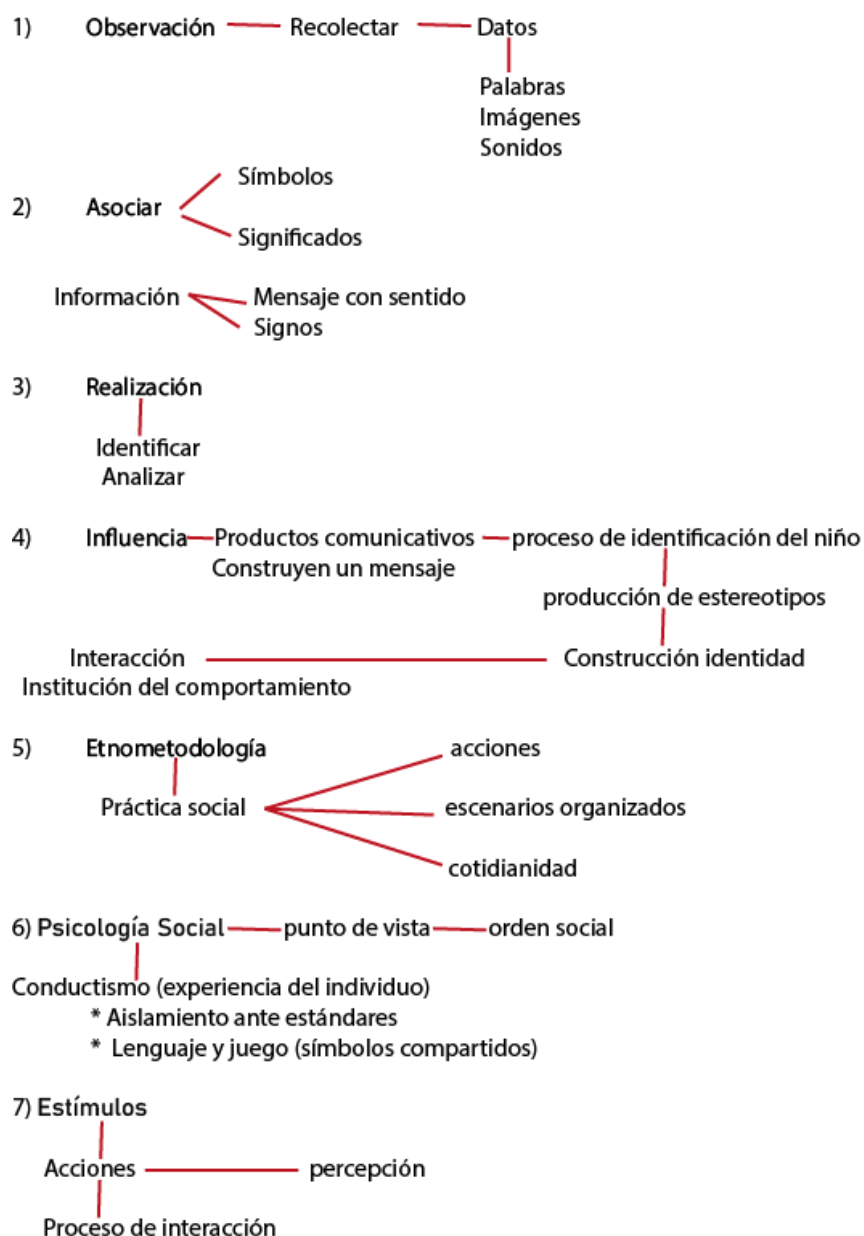 1) Observación Recolectar Datos
Palabras
Imágenes
Sonidos
Símbolos
2) Asociar
Significados
Información Mensaje con sentido
Signos
3) Realización
Identificar
Analizar
4) Influencia Productos comunicativos proceso de identificación del niño
Construyen un mensaje
producción de estereotipos
Interacción Construcción identidad
Institución del comportamiento
5) Etnometodología acciones
Práctica social escenarios organizados
cotidianidad
6) Psicología Social punto de vista orden social
Conductismo (experiencia del individuo)
* Aislamiento ante estándares
* Lenguaje y juego (símbolos compartidos)
7) Estímulos
Acciones percepción
Proceso de interacción